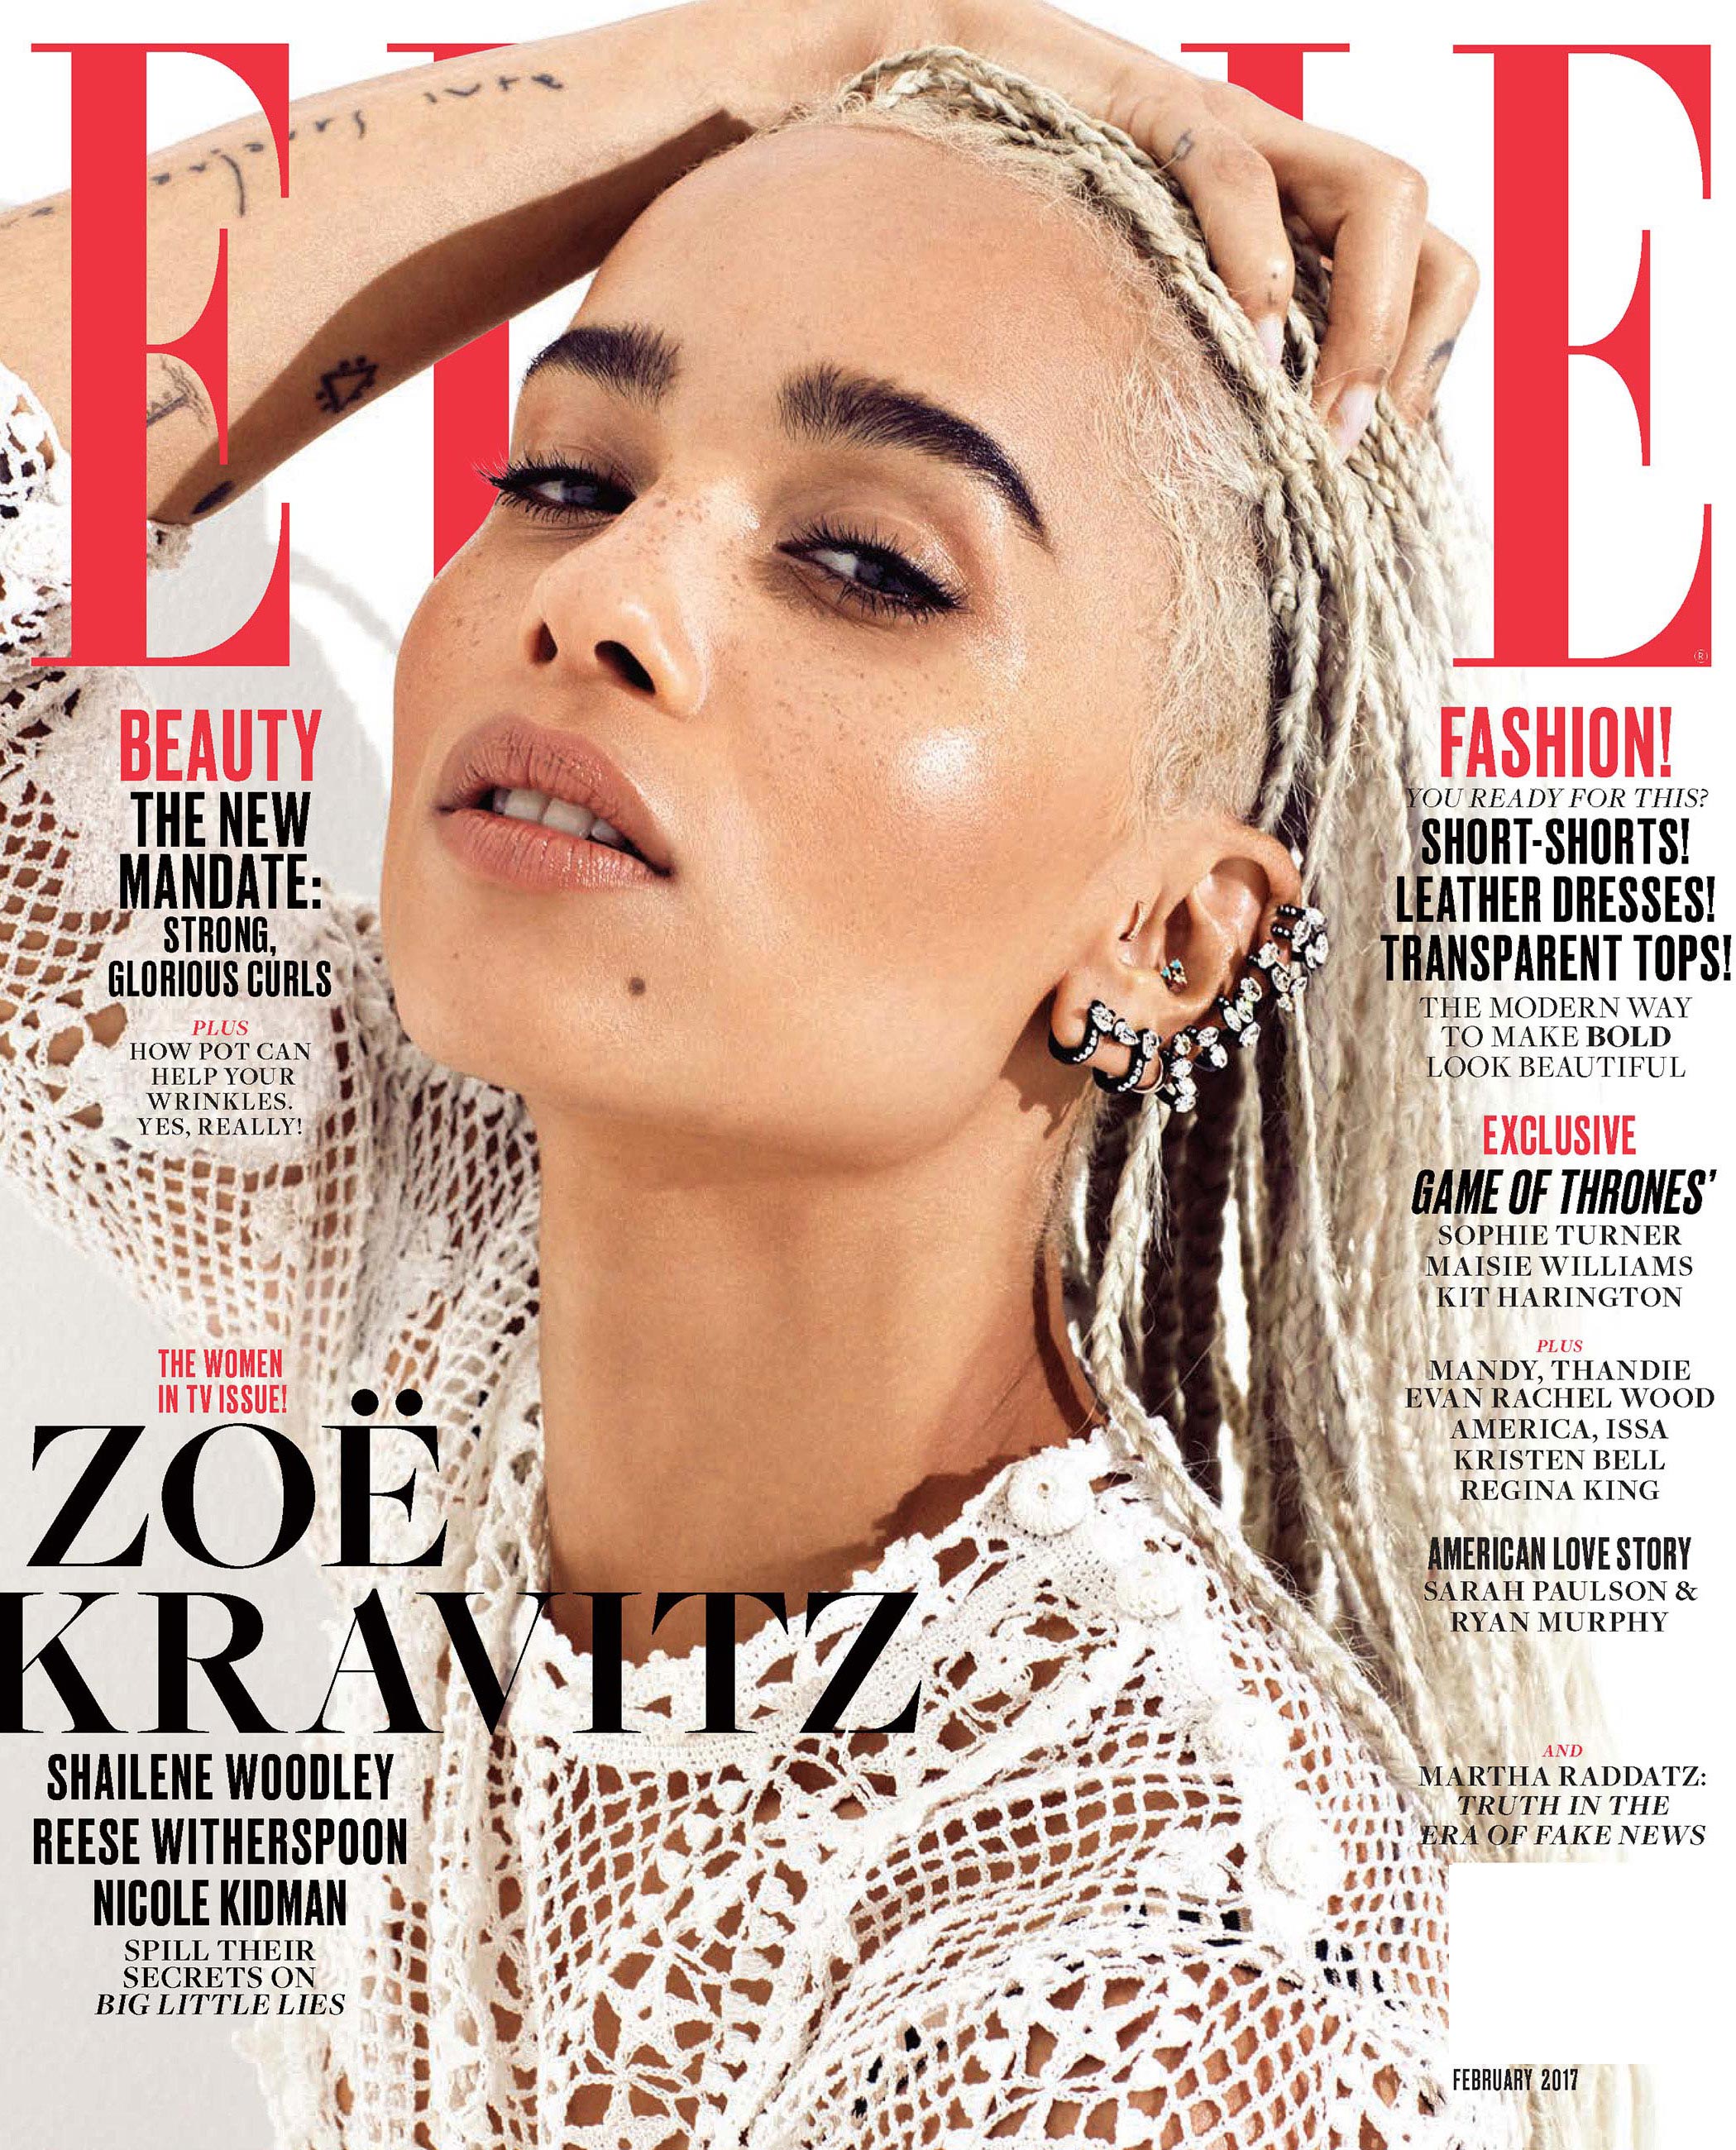 ELLE
BEAUTY
THE NEW
MANDATE:
STRONG,
GLORIOUS CURLS
PLUS
HOW POT CAN
HELP YOUR
WRINKLES.
YES, REALLY!
THE WOMEN
IN TV ISSUE!
ZOË
KRAVITZ
SHAILENE WOODLEY
REESE WITHERSPOON
NICOLE KIDMAN
SPILL THEIR
SECRETS ON
BIG LITTLE LIES
®
FASHION!
YOU READY FOR THIS?
SHORT-SHORTS!
LEATHER DRESSES!
TRANSPARENT TOPS!
THE MODERN WAY
TO MAKE BOLD
LOOK BEAUTIFUL
EXCLUSIVE
GAME OF THRONES’
SOPHIE TURNER
MAISIE WILLIAMS
KIT HARINGTON
PLUS
MANDY, THANDIE
EVAN RACHEL WOOD
AMERICA, ISSA
KRISTEN BELL
REGINA KING
AMERICAN LOVE STORY
SARAH PAULSON &
RYAN MURPHY
AND
MARTHA RADDATZ:
TRUTH IN THE
ERA OF FAKE NEWS
FEBRUARY 2017